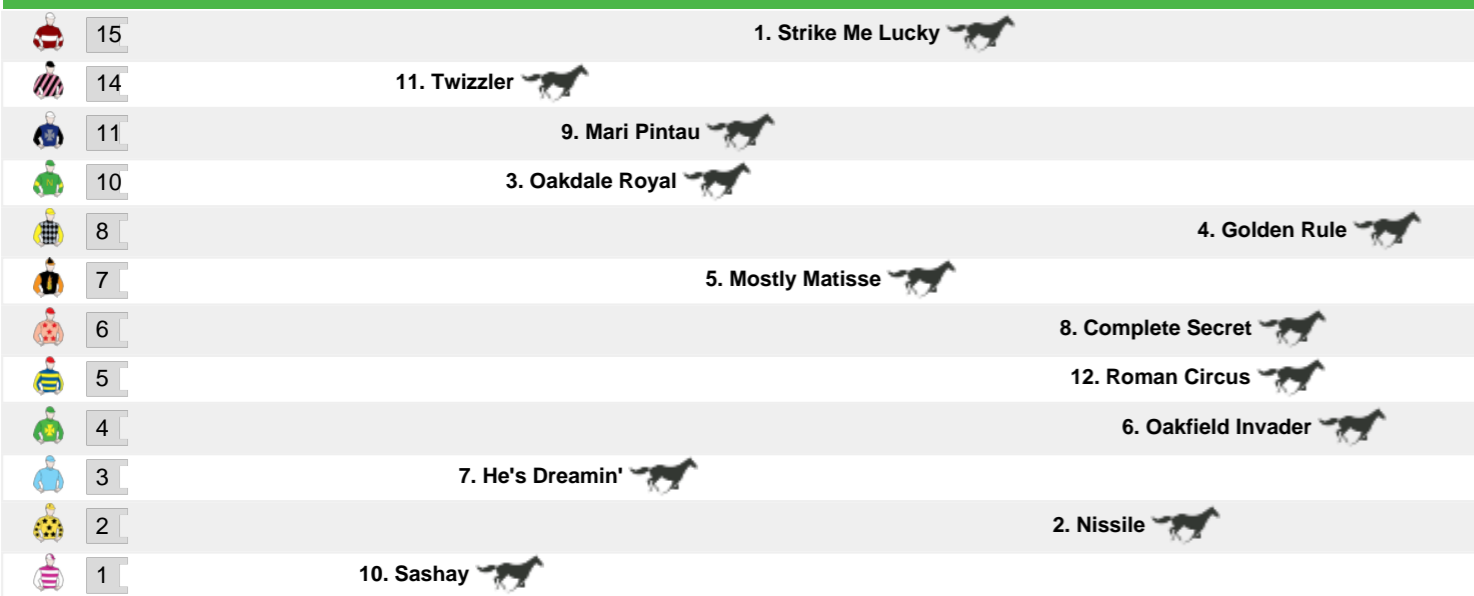 15 1. Strike Me Lucky
14 11. Twizzler
11 9. Mari Pintau
10 3. Oakdale Royal
8 4. Golden Rule
7 5. Mostly Matisse
6 8. Complete Secret
5 12. Roman Circus
4 6. Oakfield Invader
3 7. He's Dreamin'
2 2. Nissile
1 10. Sashay